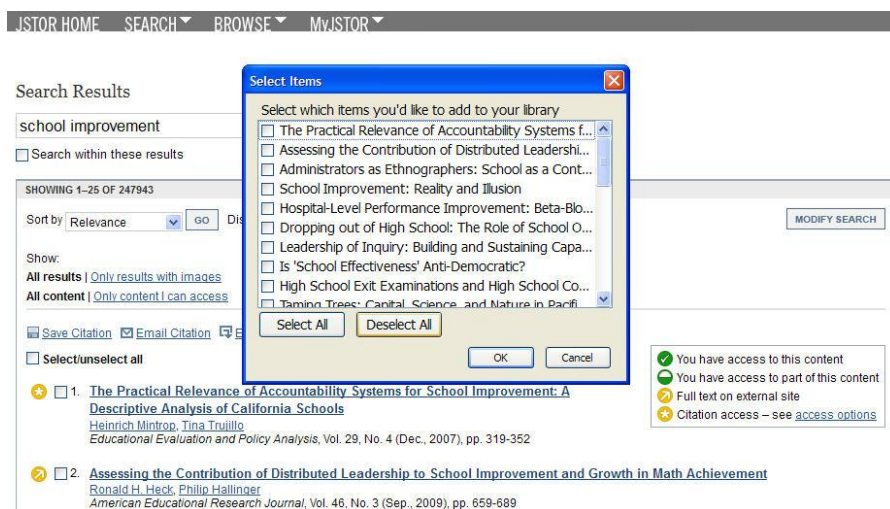 JSTOR HOME SEARCH BROWSE MyJSTOR
Search Results
school improvement
Search within these results
SHOWING 1–25 OF 247943
Sort by Relevance GO Dis
MODIFY SEARCH
Show:
All results | Only results with images
All content | Only content I can access
Save Citation Email Citation E
Select/unselect all
Select Items
Select which items you'd like to add to your library
The Practical Relevance of Accountability Systems f...
Assessing the Contribution of Distributed Leadershi...
Administrators as Ethnographers: School as a Cont...
School Improvement: Reality and Illusion
Hospital-Level Performance Improvement: Beta-Blo...
Dropping out of High School: The Role of School O...
Leadership of Inquiry: Building and Sustaining Capa...
Is 'School Effectiveness' Anti-Democratic?
High School Exit Examinations and High School Co...
Taming Trees: Capital, Science, and Nature in Pacifi...
Select All Deselect All
OK Cancel
You have access to this content
You have access to part of this content
Full text on external site
Citation access – see access options
1. The Practical Relevance of Accountability Systems for School Improvement: A
Descriptive Analysis of California Schools
Heinrich Mintrop, Tina Trujillo
Educational Evaluation and Policy Analysis, Vol. 29, No. 4 (Dec., 2007), pp. 319-352
2. Assessing the Contribution of Distributed Leadership to School Improvement and Growth in Math Achievement
Ronald H. Heck, Philip Hallinger
American Educational Research Journal, Vol. 46, No. 3 (Sep., 2009), pp. 659-689